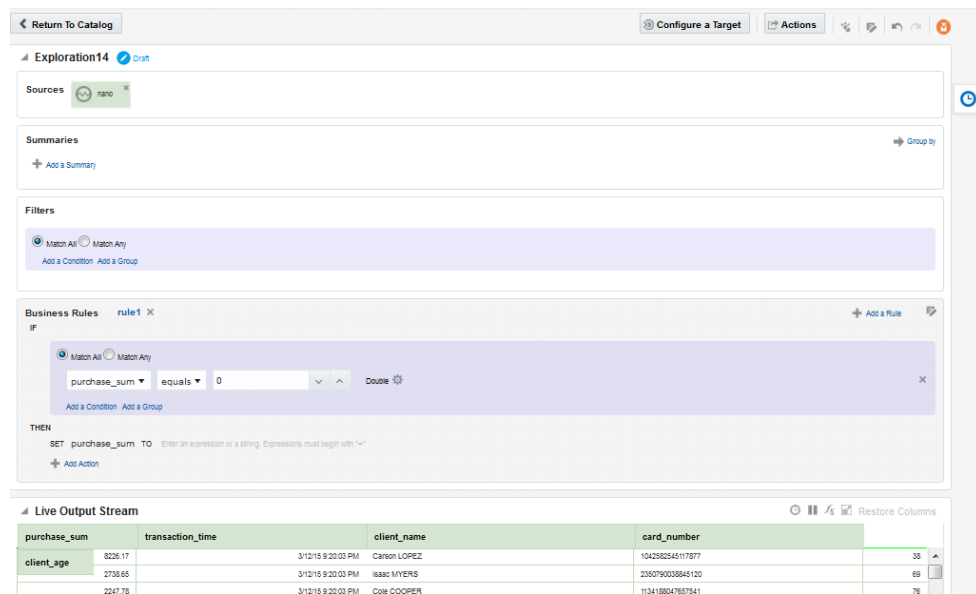 Return To Catalog
Configure a Target
Actions
Exploration14 Draft
Sources nano
Summaries Group by
Add a Summary
Filters
Match All Match Any
Add a Condition Add a Group
Business Rules rule1 Add a Rule
IF
Match All Match Any
purchase_sum equals 0 Double
Add a Condition Add a Group
THEN
SET purchase_sum TO Enter an expression or a string. Expressions must begin with "="
Add Action
Live Output Stream Restore Columns
purchase_sum transaction_time client_name card_number
client_age
8226.17 3/12/15 9:20:03 PM Carson LOPEZ 1042582545117877 38
2738.65 3/12/15 9:20:03 PM Isaac MYERS 2350790038845120 69
2247.78 3/12/15 9:20:03 PM Cole COOPER 1134188047657541 76